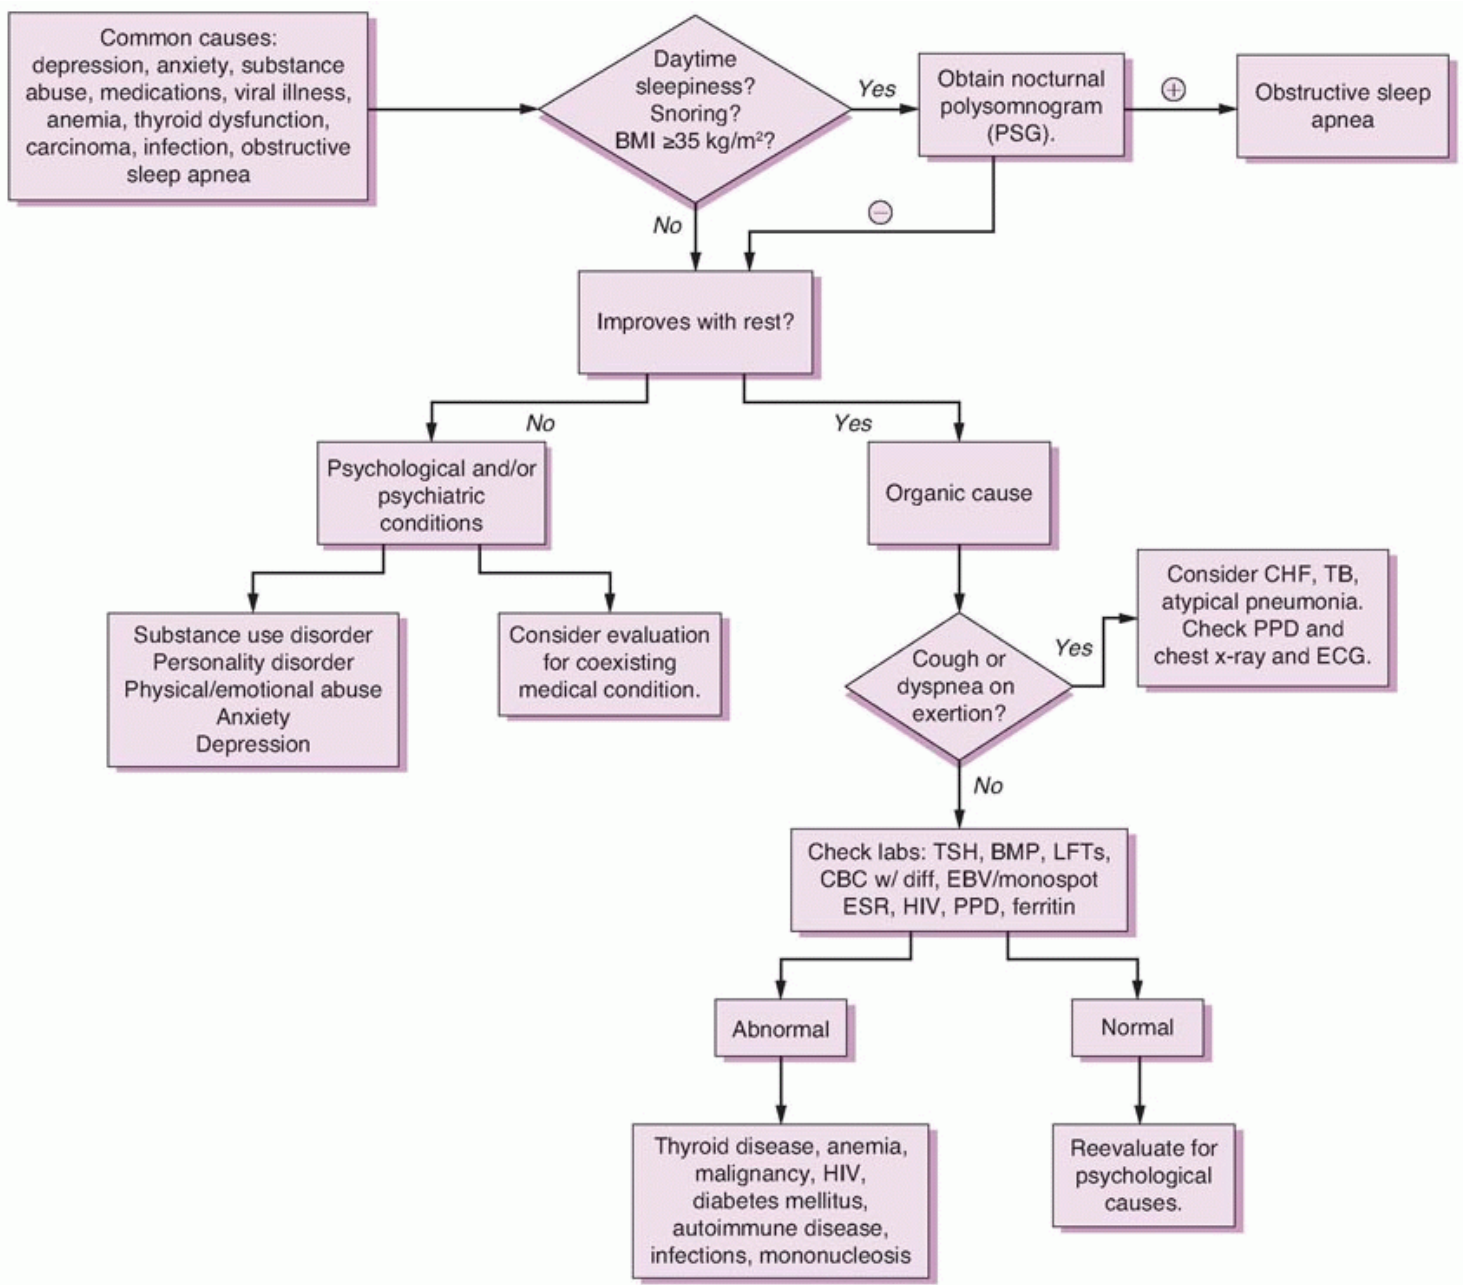 Common causes:
depression, anxiety, substance
abuse, medications, viral illness,
anemia, thyroid dysfunction,
carcinoma, infection, obstructive
sleep apnea
Daytime
sleepiness?
Snoring?
BMI ≥35 kg/m²?
Yes
Obtain nocturnal
polysomnogram
(PSG).
+
Obstructive sleep
apnea
No
−
Improves with rest?
No
Yes
Psychological and/or
psychiatric
conditions
Organic cause
Substance use disorder
Personality disorder
Physical/emotional abuse
Anxiety
Depression
Consider evaluation
for coexisting
medical condition.
Cough or
dyspnea on
exertion?
Yes
Consider CHF, TB,
atypical pneumonia.
Check PPD and
chest x-ray and ECG.
No
Check labs: TSH, BMP, LFTs,
CBC w/ diff, EBV/monospot
ESR, HIV, PPD, ferritin
Abnormal
Normal
Thyroid disease, anemia,
malignancy, HIV,
diabetes mellitus,
autoimmune disease,
infections, mononucleosis
Reevaluate for
psychological
causes.